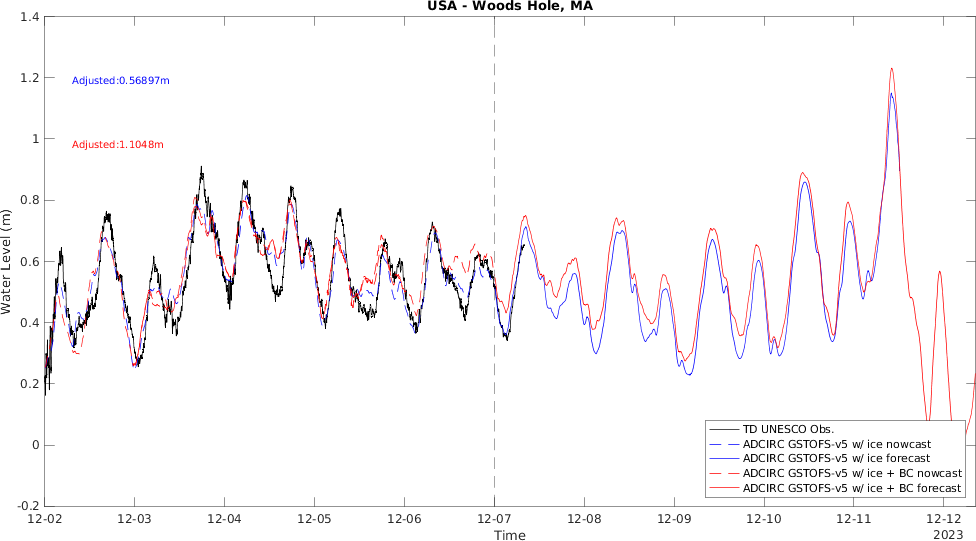 USA - Woods Hole, MA
1.4
1.2
1
0.8
0.6
0.4
0.2
0
-0.2
Water Level (m)
Adjusted:0.56897m
Adjusted:1.1048m
TD UNESCO Obs.
ADCIRC GSTOFS-v5 w/ ice nowcast
ADCIRC GSTOFS-v5 w/ ice forecast
ADCIRC GSTOFS-v5 w/ ice + BC nowcast
ADCIRC GSTOFS-v5 w/ ice + BC forecast
12-02 12-03 12-04 12-05 12-06 12-07 12-08 12-09 12-10 12-11 12-12
Time
2023